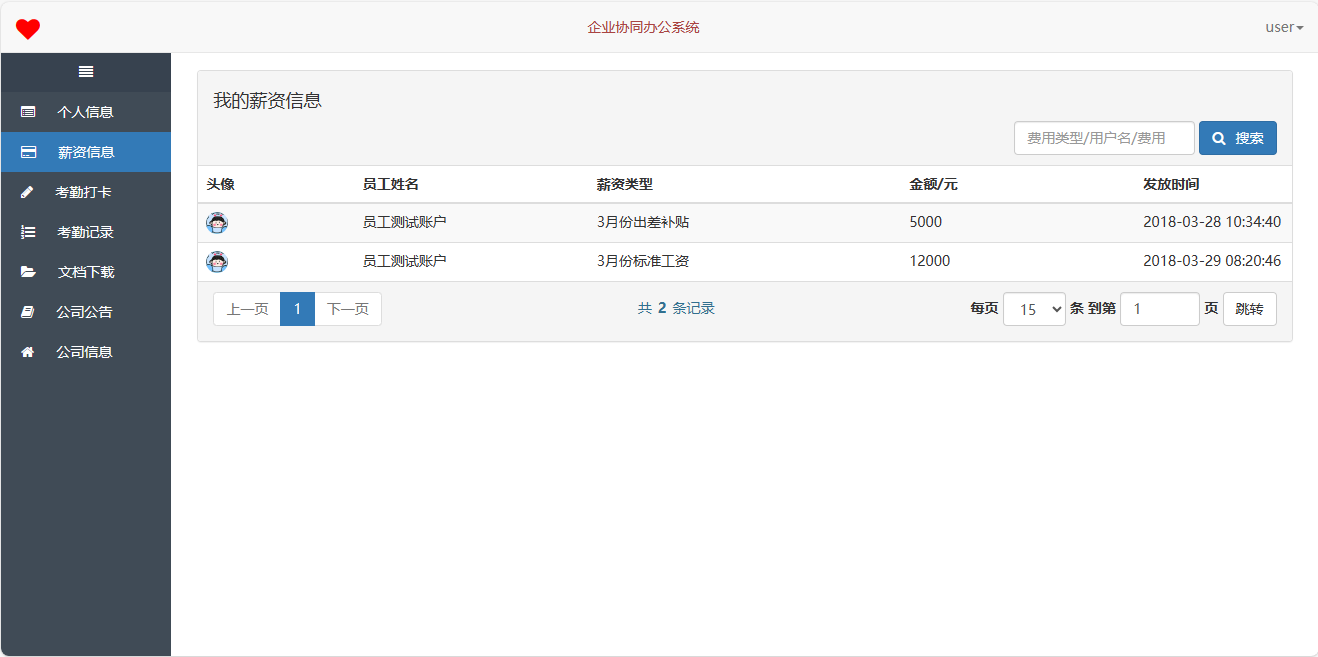 企业协同办公系统
user
个人信息
薪资信息
考勤打卡
考勤记录
文档下载
公司公告
公司信息
我的薪资信息
费用类型/用户名/费用 搜索
头像 员工姓名 薪资类型 金额/元 发放时间
员工测试账户 3月份出差补贴 5000 2018-03-28 10:34:40
员工测试账户 3月份标准工资 12000 2018-03-29 08:20:46
上一页 1 下一页 共 2 条记录 每页 15 条 到第 1 页 跳转